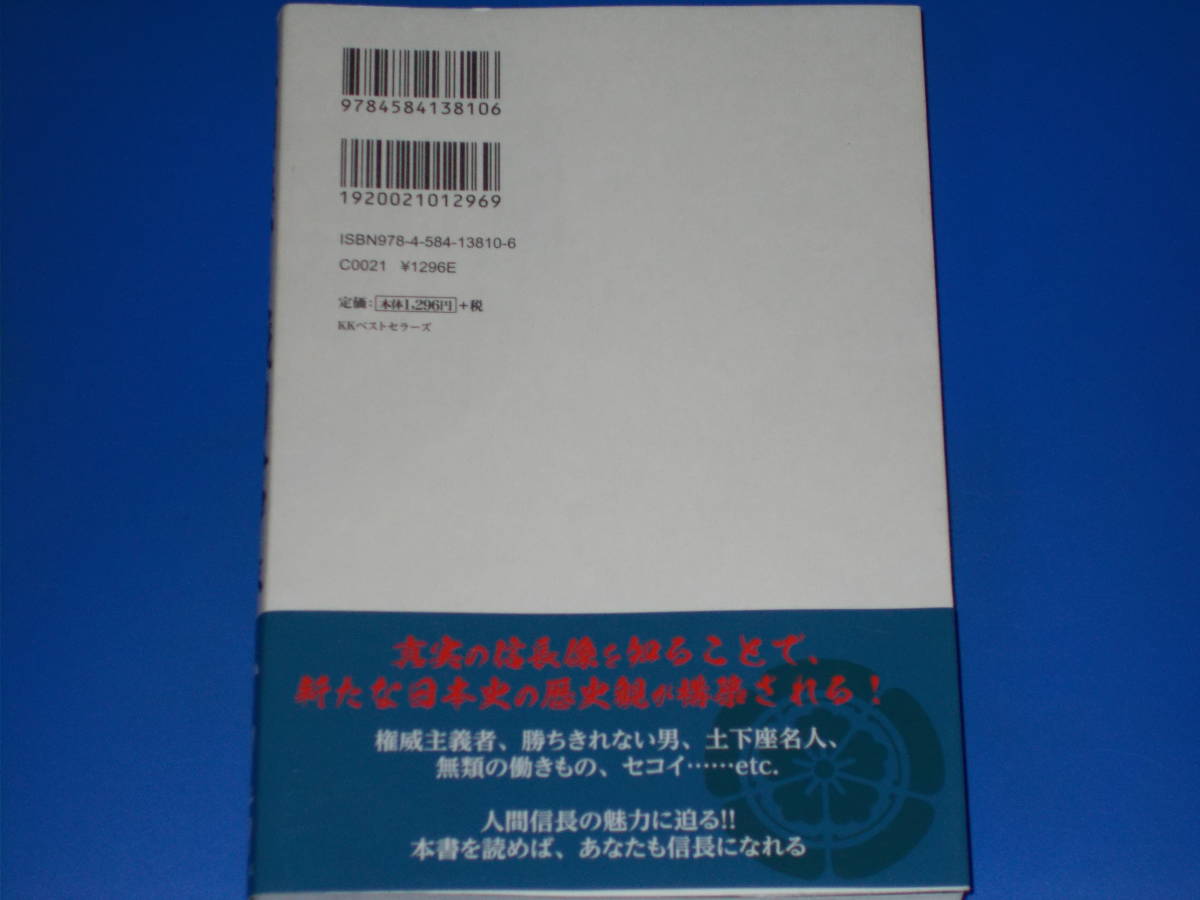 9784584138106
1920021012969
ISBN978-4-584-13810-6
C0021 ¥1296E
定価：本体1,296円+税
KKベストセラーズ
真実の信長像を知ることで、
新たな日本史の歴史観が構築される！
権威主義者、勝ちきれない男、土下座名人、
無類の働きもの、セコイ……etc.
人間信長の魅力に迫る!!
本書を読めば、あなたも信長になれる